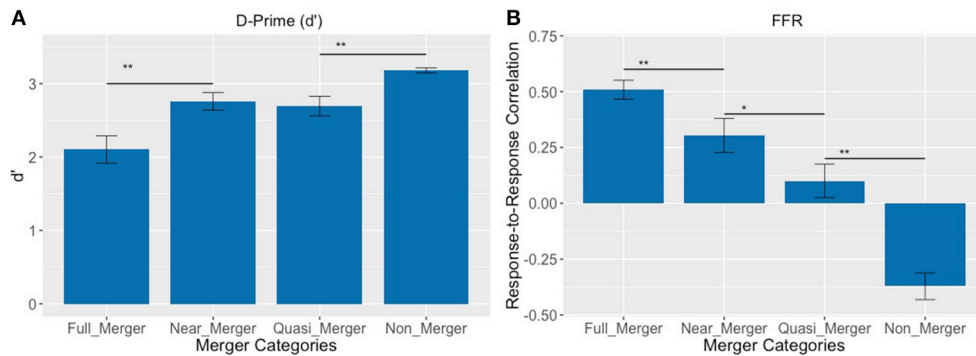 A
D-Prime (d')
**
**
3
2
1
0
d'
Full_Merger Near_Merger Quasi_Merger Non_Merger
Merger Categories
B
FFR
0.75
**
0.50
*
0.25
**
0.00
-0.25
-0.50
Response-to-Response Correlation
Full_Merger Near_Merger Quasi_Merger Non_Merger
Merger Categories